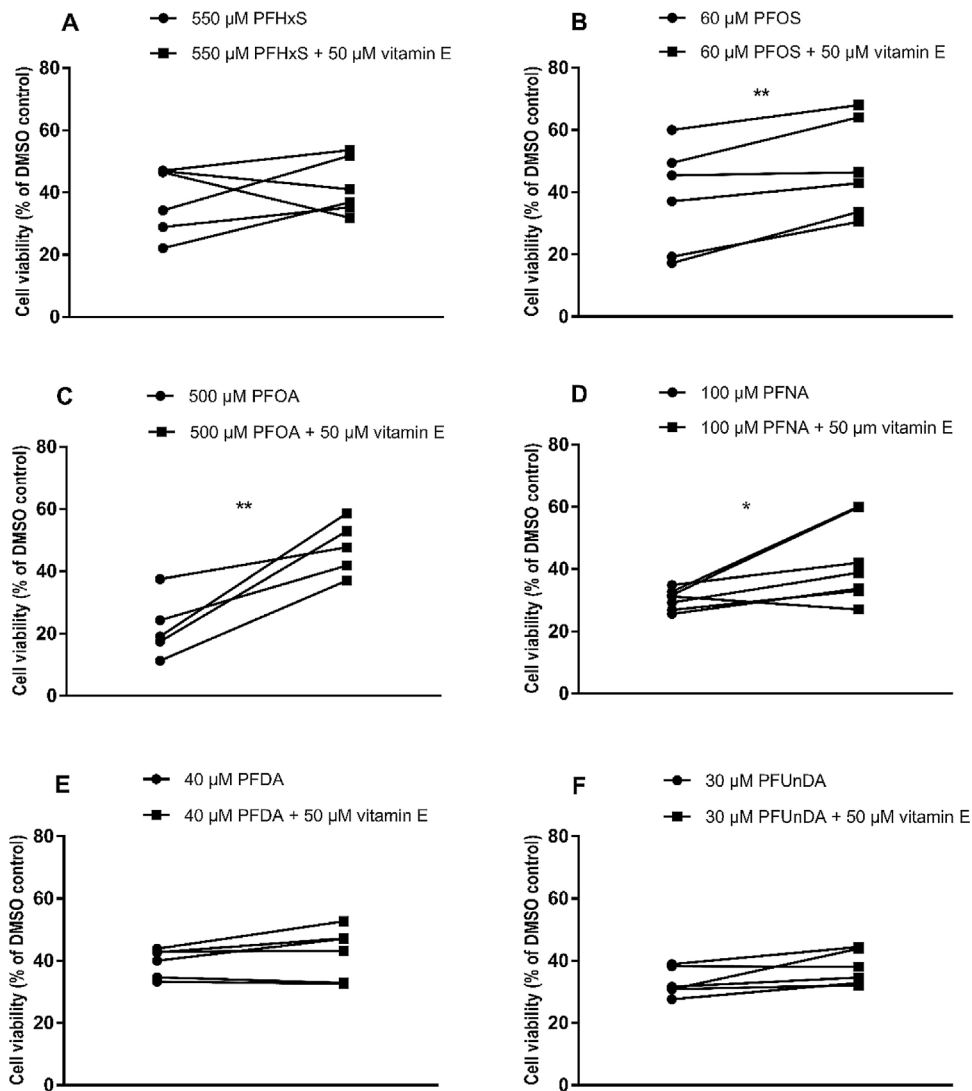 A
550 µM PFHxS
550 µM PFHxS + 50 µM vitamin E
Cell viability (% of DMSO control)
80
60
40
20
0
B
60 µM PFOS
60 µM PFOS + 50 µM vitamin E
Cell viability (% of DMSO control)
80
60
40
20
0
**
C
500 µM PFOA
500 µM PFOA + 50 µM vitamin E
Cell viability (% of DMSO control)
80
60
40
20
0
**
D
100 µM PFNA
100 µM PFNA + 50 µm vitamin E
Cell viability (% of DMSO control)
80
60
40
20
0
*
E
40 µM PFDA
40 µM PFDA + 50 µM vitamin E
Cell viability (% of DMSO control)
80
60
40
20
0
F
30 µM PFUnDA
30 µM PFUnDA + 50 µM vitamin E
Cell viability (% of DMSO control)
80
60
40
20
0